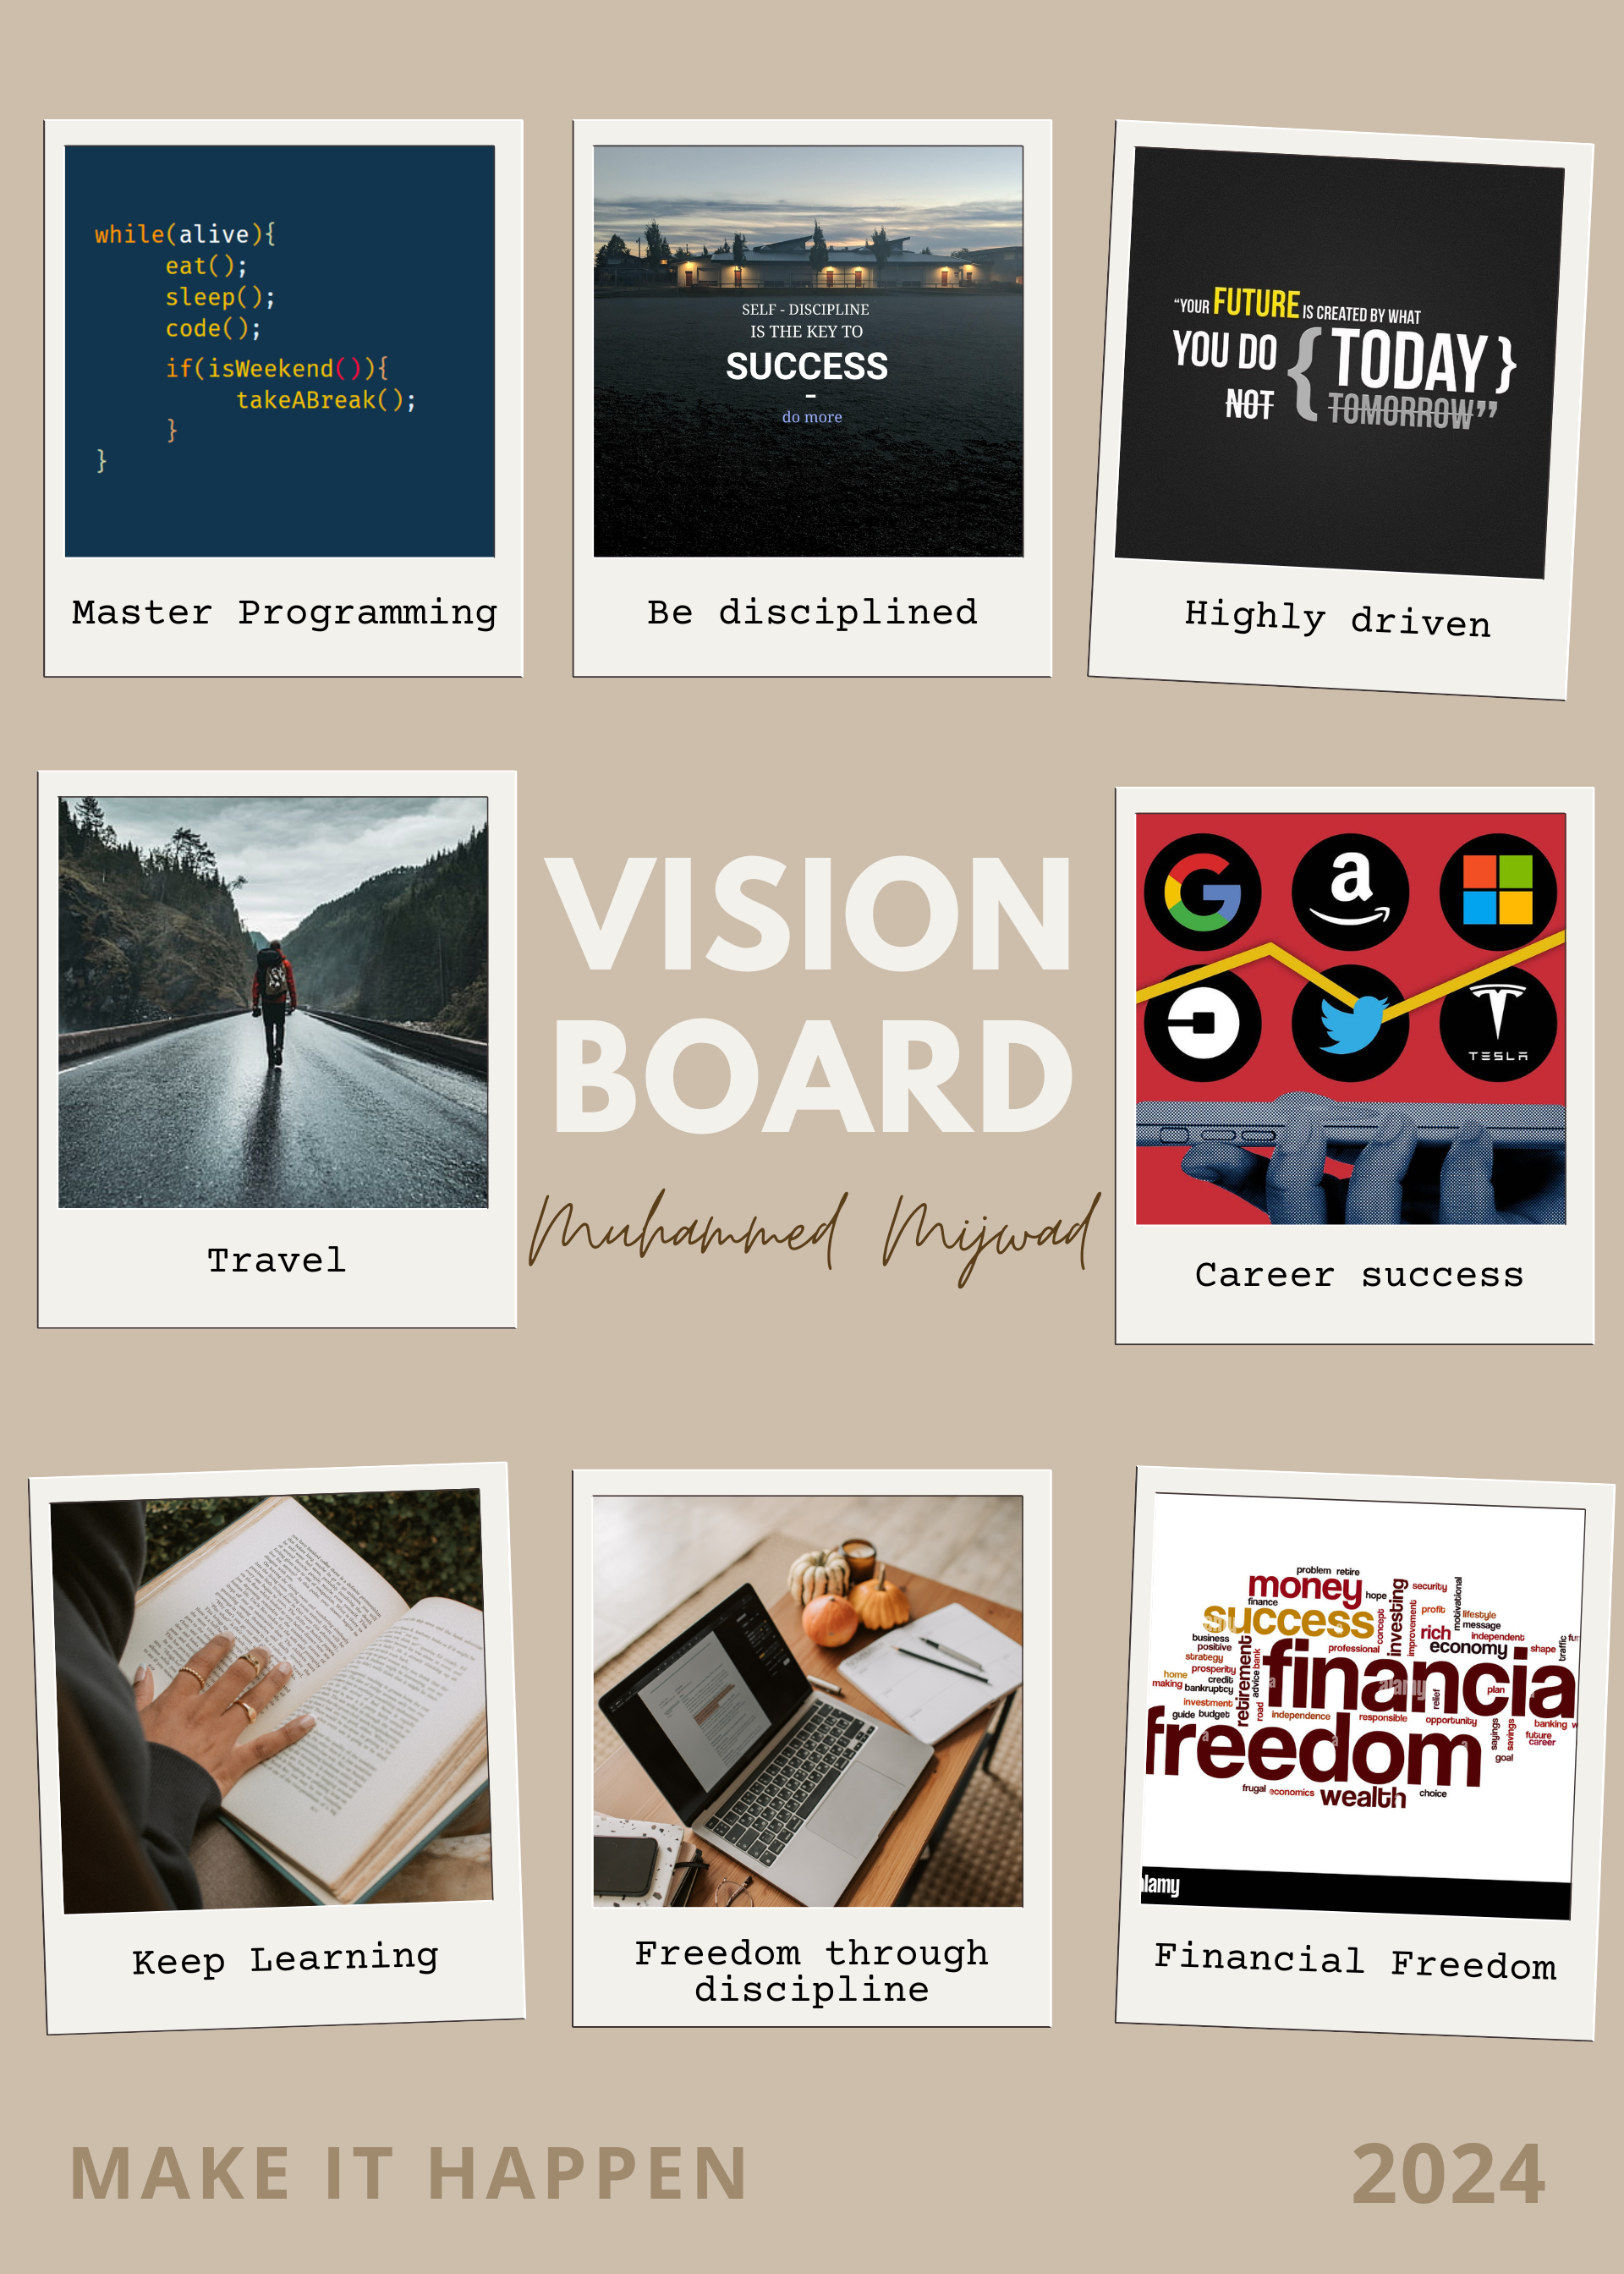 while(alive){
eat();
sleep();
code();
if(isWeekend()){
takeABreak();
}
}
Master Programming
SELF - DISCIPLINE
IS THE KEY TO
SUCCESS
-
do more
Be disciplined
“YOUR FUTURE IS CREATED BY WHAT
YOU DO { TODAY }
NOT TOMORROW”
Highly driven
Travel
VISION
BOARD
Muhammed Mijwad
a
TESLA
Career success
Keep Learning
Freedom through
discipline
problem retire
money hope investing security motivational
finance
success concept improvement profit lifestyle
message
business
positive
professional rich independent
economy shape traffic
strategy
prosperity
retirement advice bank
financia
home
making
credit
bankruptcy
relief plan
investment
guide budget road independence responsible opportunity sayings savings banking
freedom
future
career
goal
frugal economics wealth choice
alamy
alamy
Financial Freedom
MAKE IT HAPPEN
2024